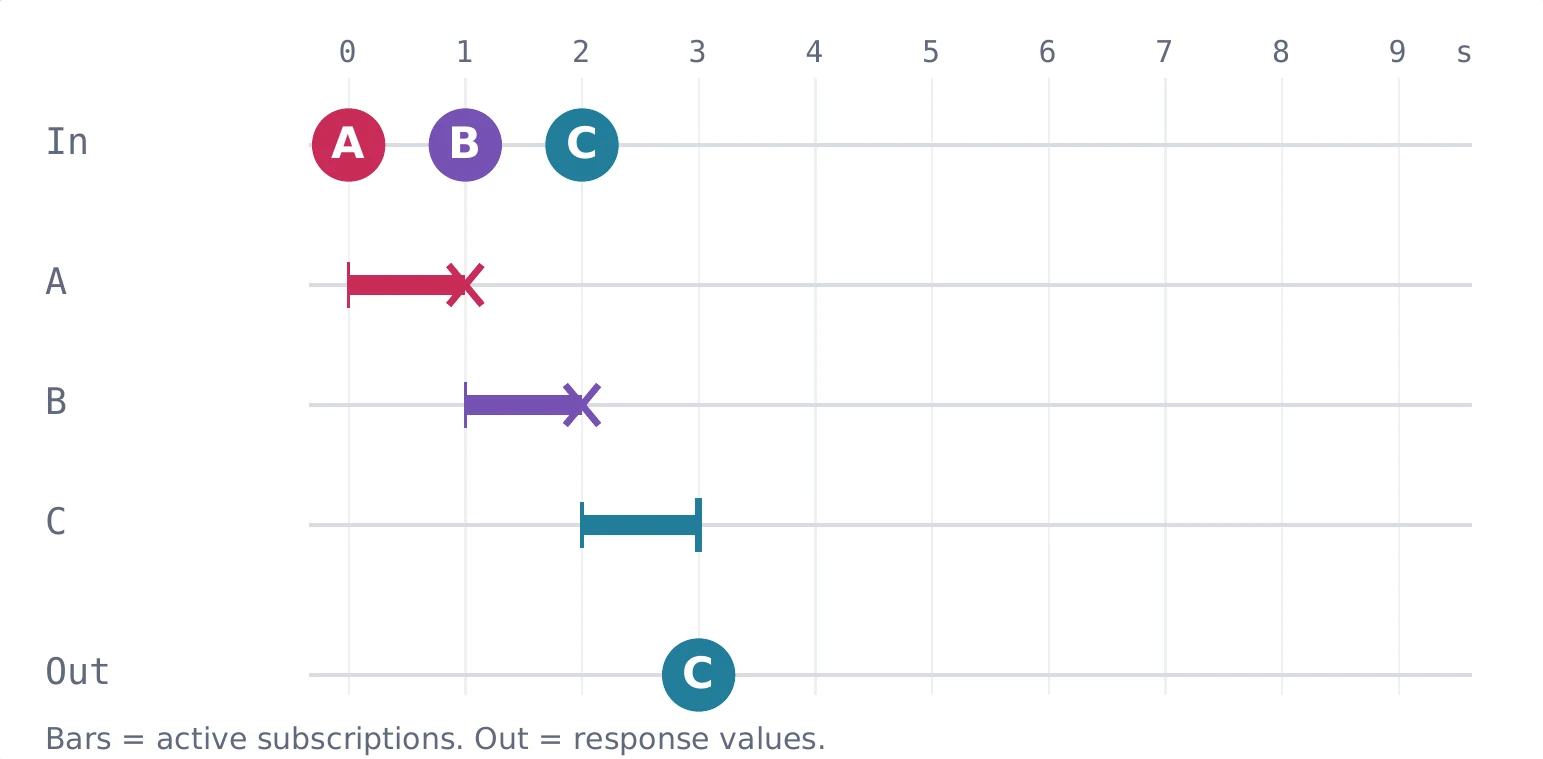 0 1 2 3 4 5 6 7 8 9 s
In A B C
A
B
C
Out C
Bars = active subscriptions. Out = response values.